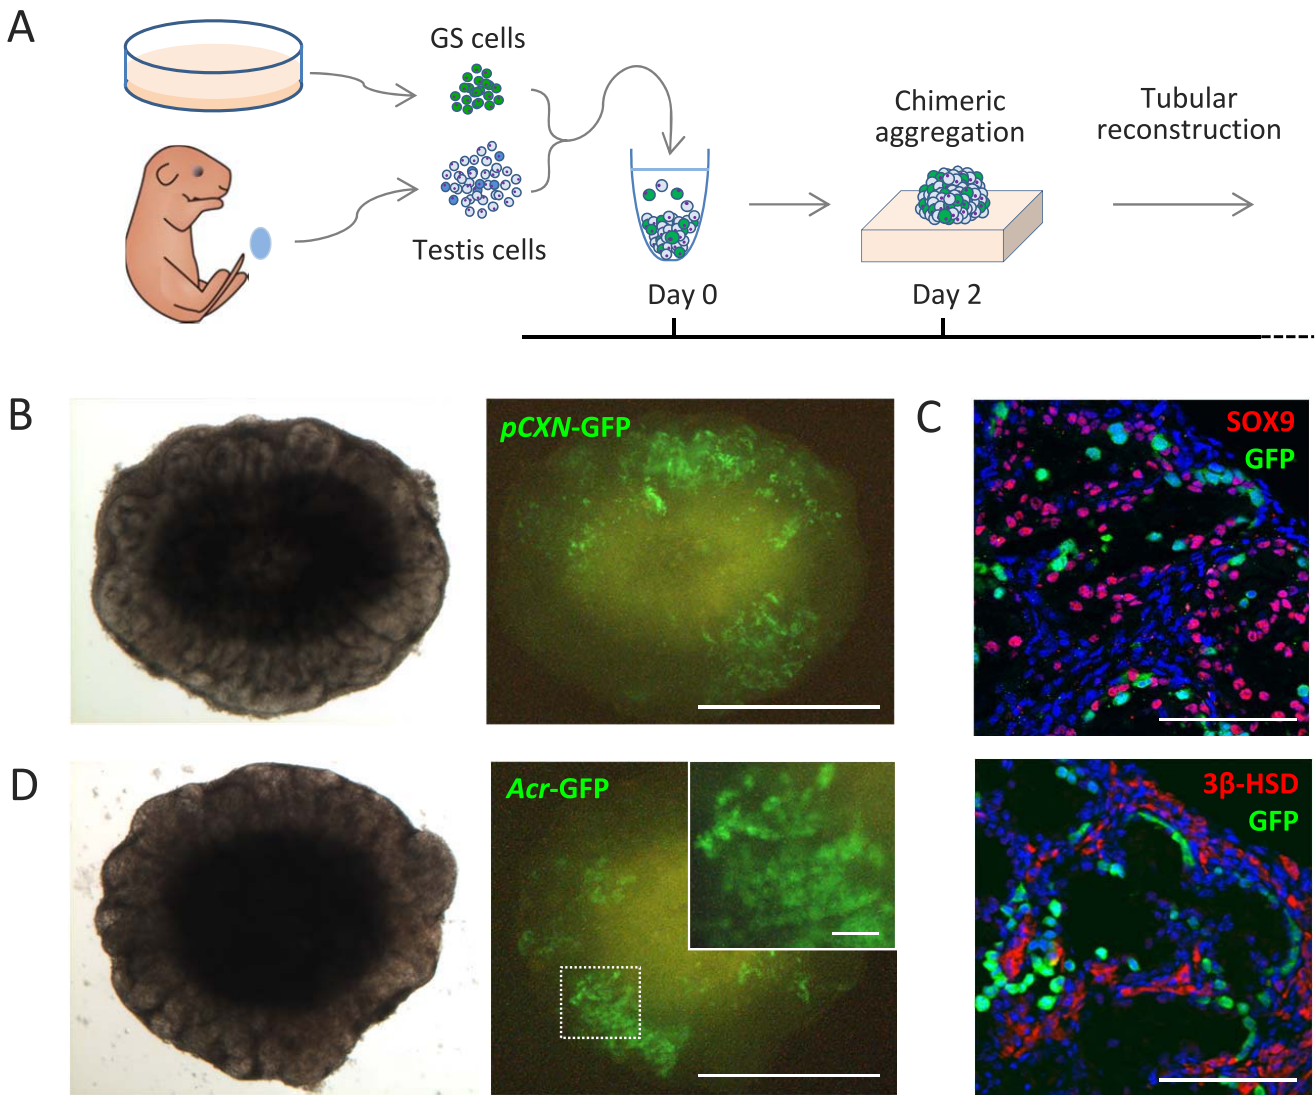 A
GS cells
Testis cells
Chimeric
aggregation
Tubular
reconstruction
Day 0
Day 2
B
pCXN-GFP
C
SOX9
GFP
D
Acr-GFP
3β-HSD
GFP